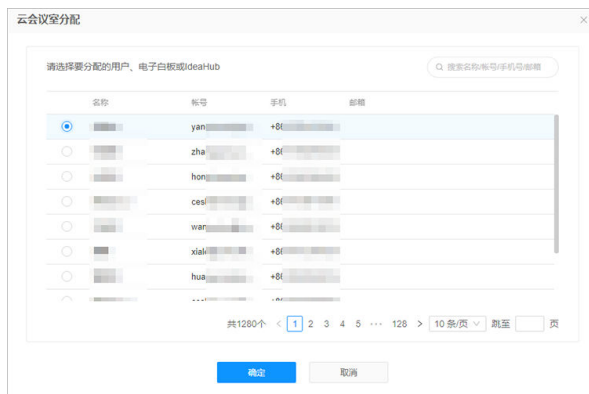 云会议室分配
请选择要分配的用户、电子白板或IdeaHub
搜索名称/帐号/手机号/邮箱
名称 帐号 手机 邮箱
yan +86
zha +86
hon
ces
wan +86
xial +86
hua +86
共1280个 < 1 2 3 4 5 ··· 128 > 10 条/页 跳至 页
确定 取消